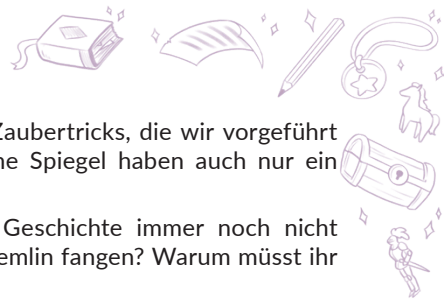 Zaubertricks, die wir vorgeführt
ne Spiegel haben auch nur ein
Geschichte immer noch nicht
emlin fangen? Warum müsst ihr